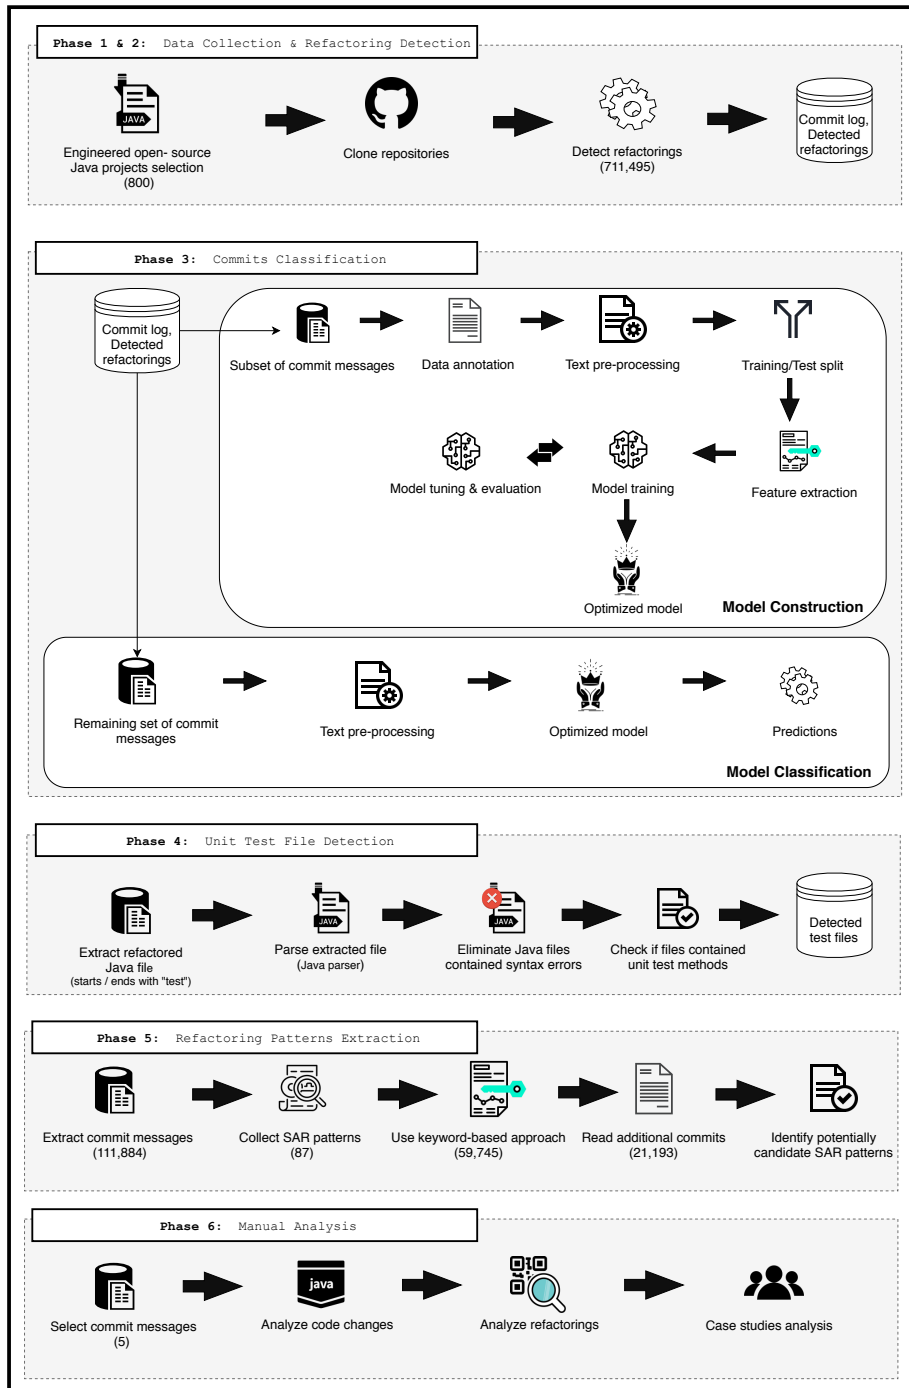 Phase 1 & 2: Data Collection & Refactoring Detection
JAVA
Engineered open- source
Java projects selection
(800)
Clone repositories
Detect refactorings
(711,495)
Commit log,
Detected
refactorings
Phase 3: Commits Classification
Commit log,
Detected
refactorings
Subset of commit messages
Data annotation
Text pre-processing
Training/Test split
Model tuning & evaluation
Model training
Feature extraction
Optimized model
Model Construction
Remaining set of commit
messages
Text pre-processing
Optimized model
Predictions
Model Classification
Phase 4: Unit Test File Detection
Extract refactored
Java file
(starts / ends with "test")
JAVA
Parse extracted file
(Java parser)
JAVA
Eliminate Java files
contained syntax errors
Check if files contained
unit test methods
Detected
test files
Phase 5: Refactoring Patterns Extraction
Extract commit messages
(111,884)
Collect SAR patterns
(87)
Use keyword-based approach
(59,745)
Read additional commits
(21,193)
Identify potentially
candidate SAR patterns
Phase 6: Manual Analysis
Select commit messages
(5)
java
Analyze code changes
Analyze refactorings
Case studies analysis